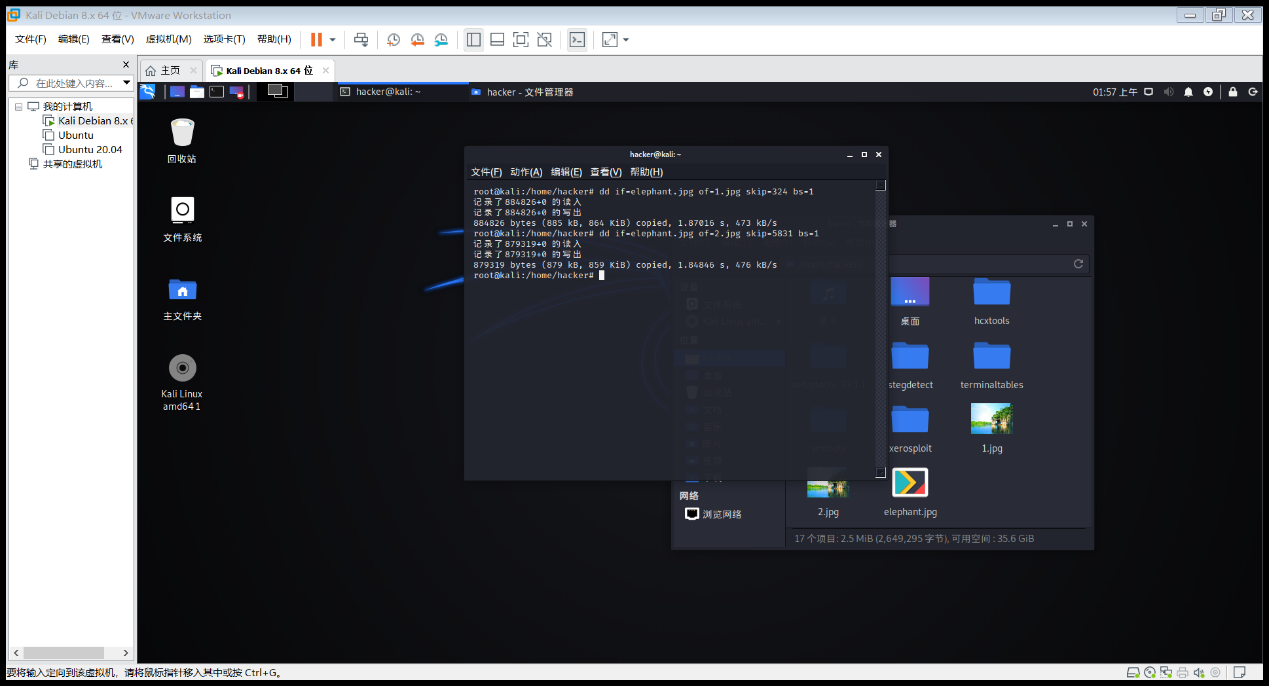 Kali Debian 8.x 64 位 - VMware Workstation
文件(F) 编辑(E) 查看(V) 虚拟机(M) 选项卡(T) 帮助(H)
库
在此处键入内容...
我的计算机
Kali Debian 8.x 6
Ubuntu
Ubuntu 20.04
共享的虚拟机
主页
Kali Debian 8.x 64 位
hacker@kali: ~
hacker - 文件管理器
01:57 上午
回收站
文件系统
主文件夹
Kali Linux
amd64 1
hacker@kali: ~
文件(F) 动作(A) 编辑(E) 查看(V) 帮助(H)
root@kali:/home/hacker# dd if=elephant.jpg of=1.jpg skip=324 bs=1
记录了884826+0 的读入
记录了884826+0 的写出
884826 bytes (885 kB, 864 KiB) copied, 1.87016 s, 473 kB/s
root@kali:/home/hacker# dd if=elephant.jpg of=2.jpg skip=5831 bs=1
记录了879319+0 的读入
记录了879319+0 的写出
879319 bytes (879 kB, 859 KiB) copied, 1.84846 s, 476 kB/s
root@kali:/home/hacker#
桌面
hcxtools
stegdetect
terminaltables
xerosploit
1.jpg
2.jpg
elephant.jpg
网络
浏览网络
17 个项目: 2.5 MiB (2,649,295 字节), 可用空间 : 35.6 GiB
要将输入定向到该虚拟机，请将鼠标指针移入其中或按 Ctrl+G。